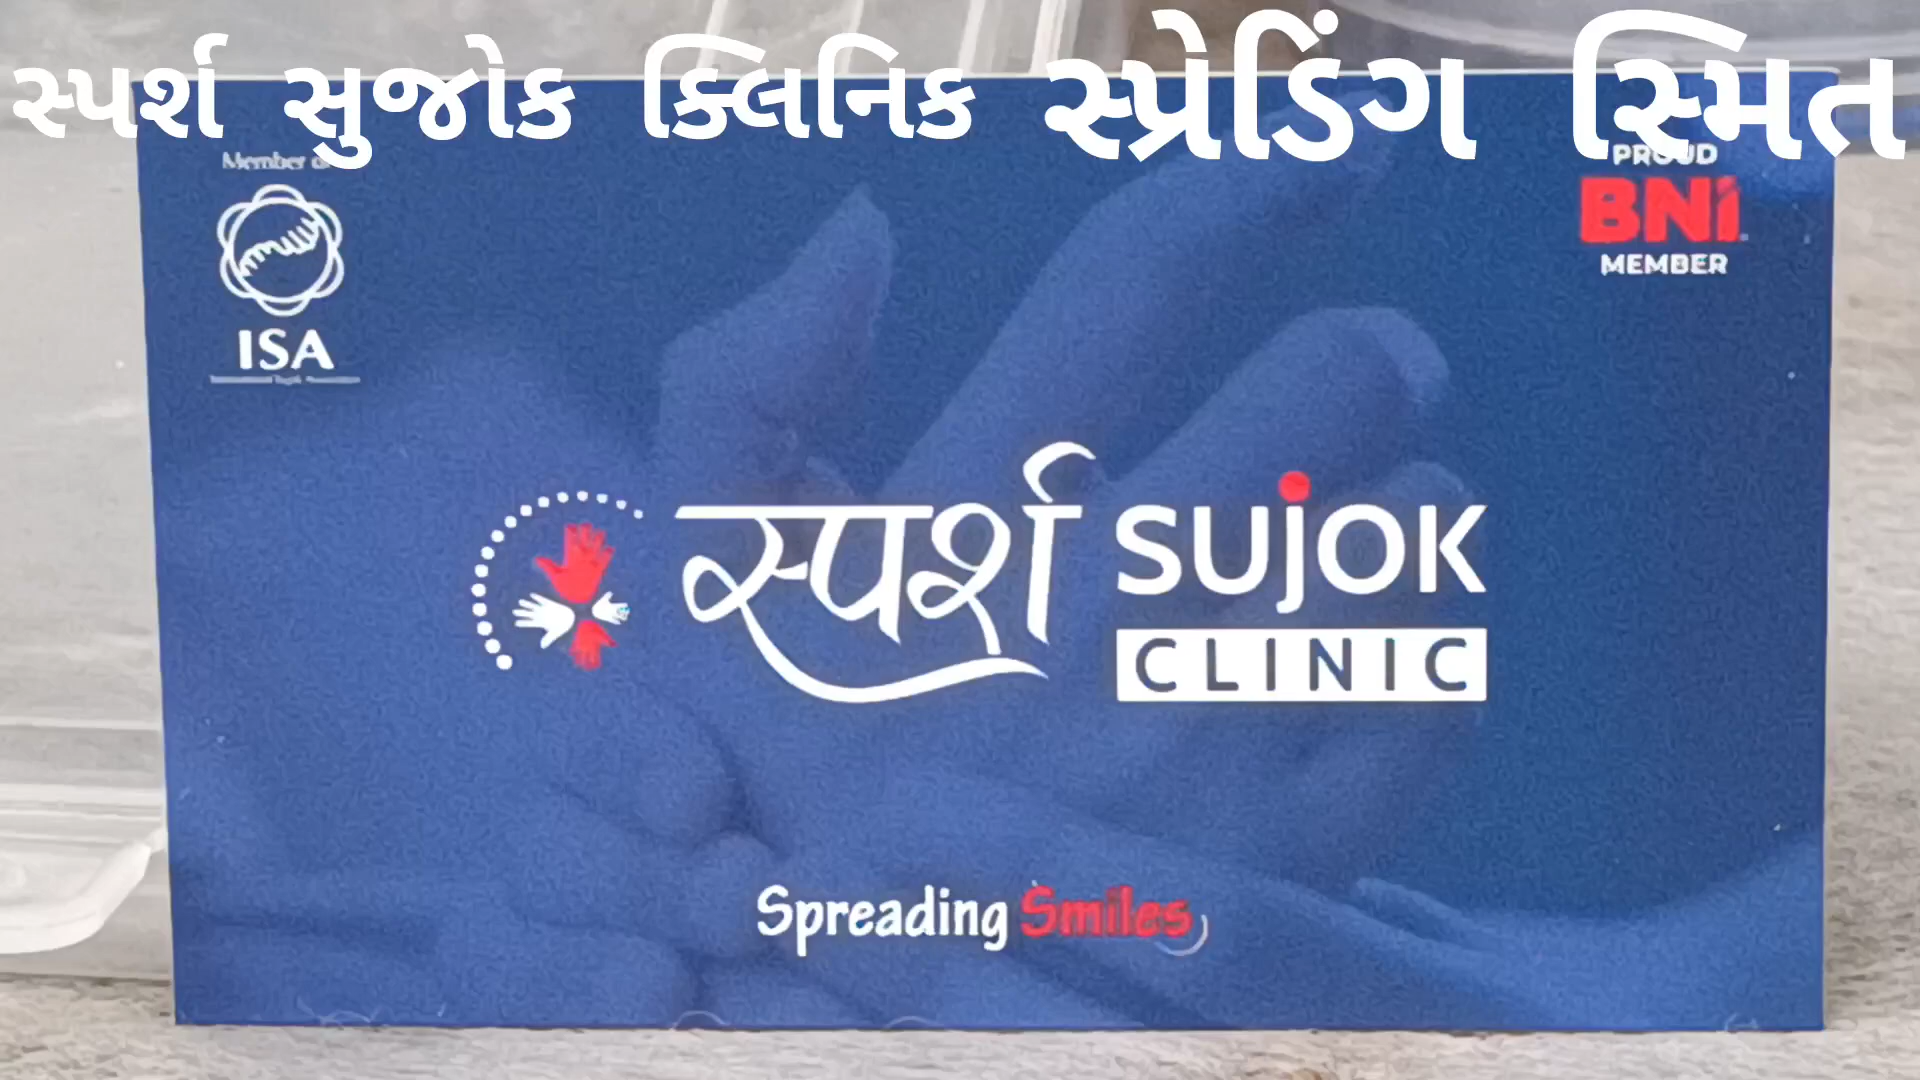 સ્પર્શ સુજોક ક્લિનિક સ્પ્રેડિંગ સ્મિત
Member of
ISA
PROUD
BNI
MEMBER
स्पर्श SUJOK
CLINIC
Spreading Smiles